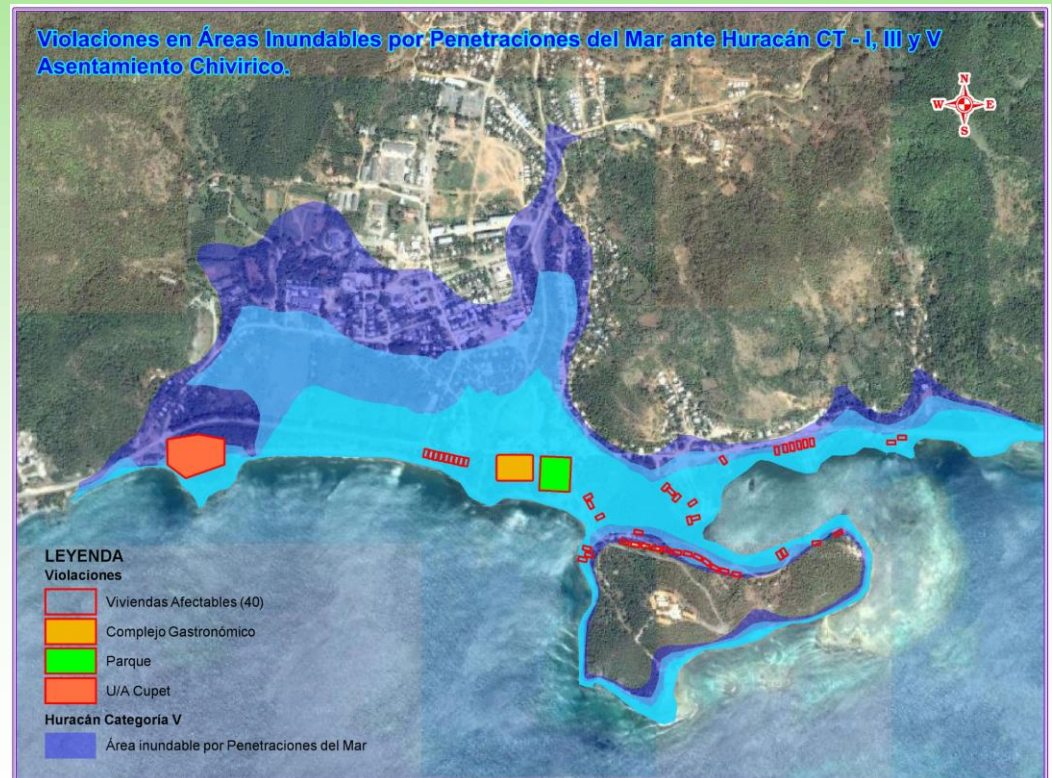 Violaciones en Áreas Inundables por Penetraciones del Mar ante Huracán CT - I, III y V
Asentamiento Chivirico.
N
W E
S
LEYENDA
Violaciones
Viviendas Afectables (40)
Complejo Gastronómico
Parque
U/A Cupet
Huracán Categoría V
Área inundable por Penetraciones del Mar